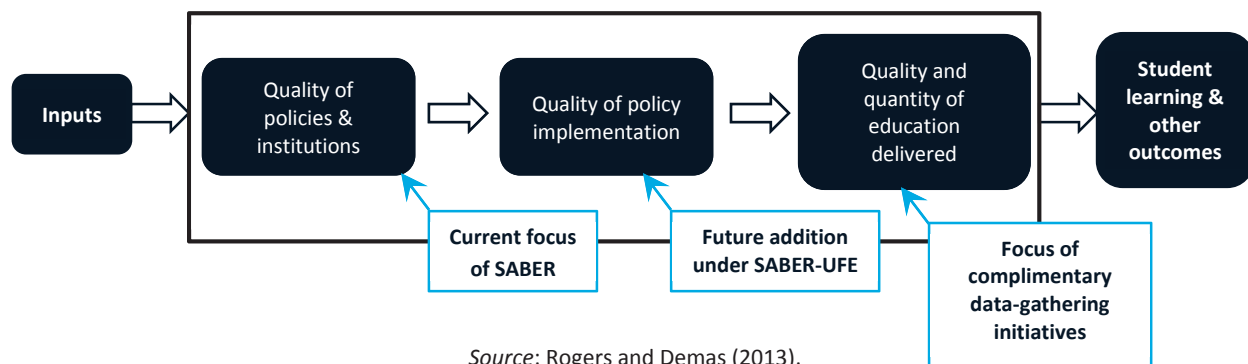 Inputs
Quality of
policies &
institutions
Quality of policy
implementation
Quality and
quantity of
education
delivered
Student
learning &
other
outcomes
Current focus
of SABER
Future addition
under SABER-UFE
Focus of
complimentary
data-gathering
initiatives
Source: Rogers and Demas (2013).